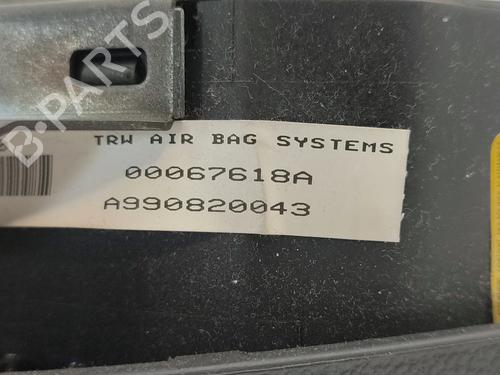 B-PARTS
TRW AIR BAG SYSTEMS
00067618A
A990820043